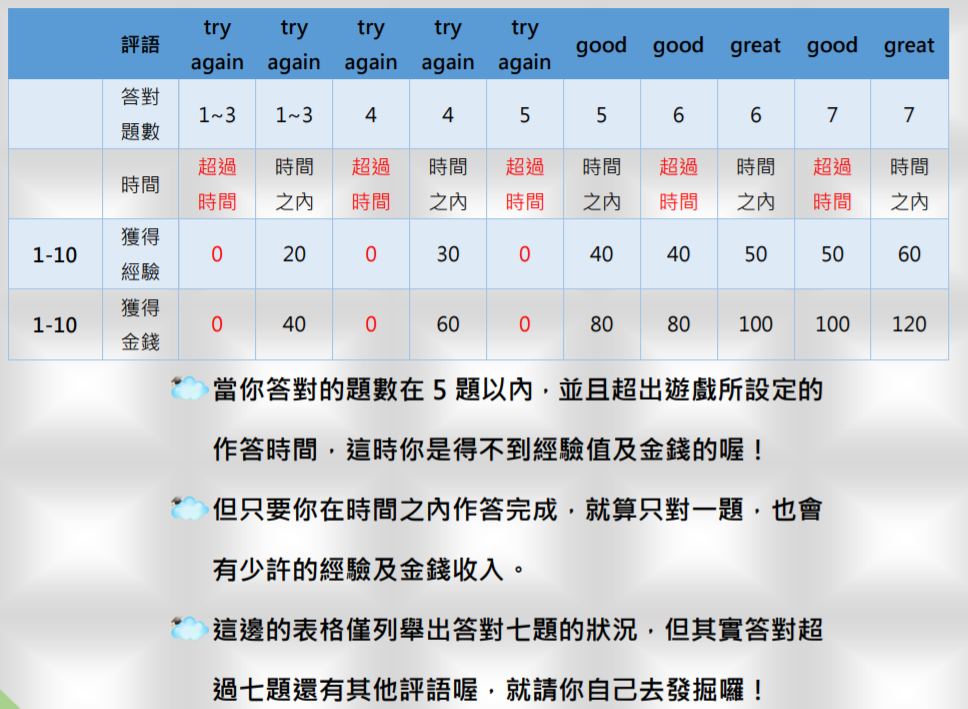 評語 try again try again try again try again try again good good great good great
答對題數 1~3 1~3 4 4 5 5 6 6 7 7
時間 超過時間 時間之內 超過時間 時間之內 超過時間 時間之內 超過時間 時間之內 超過時間 時間之內
1-10 獲得經驗 0 20 0 30 0 40 40 50 50 60
1-10 獲得金錢 0 40 0 60 0 80 80 100 100 120
當你答對的題數在 5 題以內，並且超出遊戲所設定的
作答時間，這時你是得不到經驗值及金錢的喔！
但只要你在時間之內作答完成，就算只對一題，也會
有少許的經驗及金錢收入。
這邊的表格僅列舉出答對七題的狀況，但其實答對超
過七題還有其他評語喔，就請你自己去發掘囉！